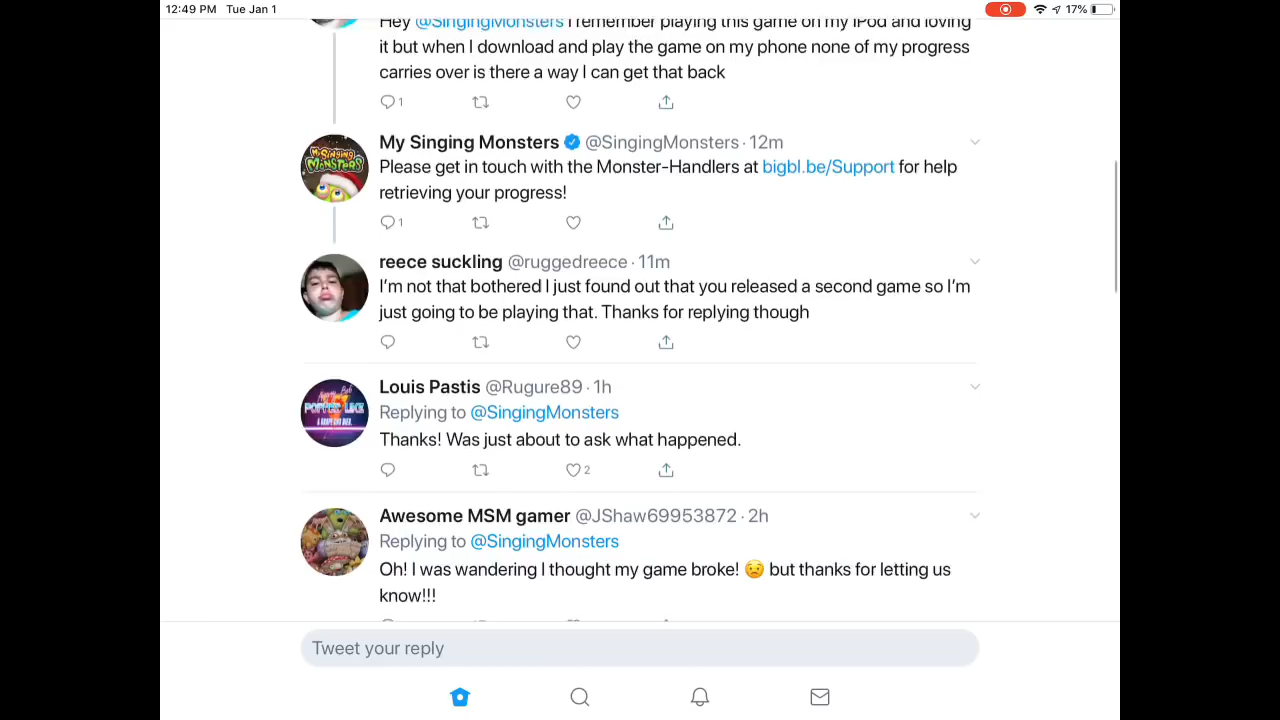 12:49 PM Tue Jan 1
17%
Hey @SingingMonsters I remember playing this game on my iPod and loving
it but when I download and play the game on my phone none of my progress
carries over is there a way I can get that back
1
My Singing Monsters @SingingMonsters · 12m
Please get in touch with the Monster-Handlers at bigbl.be/Support for help
retrieving your progress!
1
reece suckling @ruggedreece · 11m
I’m not that bothered I just found out that you released a second game so I’m
just going to be playing that. Thanks for replying though
Louis Pastis @Rugure89 · 1h
Replying to @SingingMonsters
Thanks! Was just about to ask what happened.
2
Awesome MSM gamer @JShaw69953872 · 2h
Replying to @SingingMonsters
Oh! I was wandering I thought my game broke! 😟 but thanks for letting us
know!!!
Tweet your reply